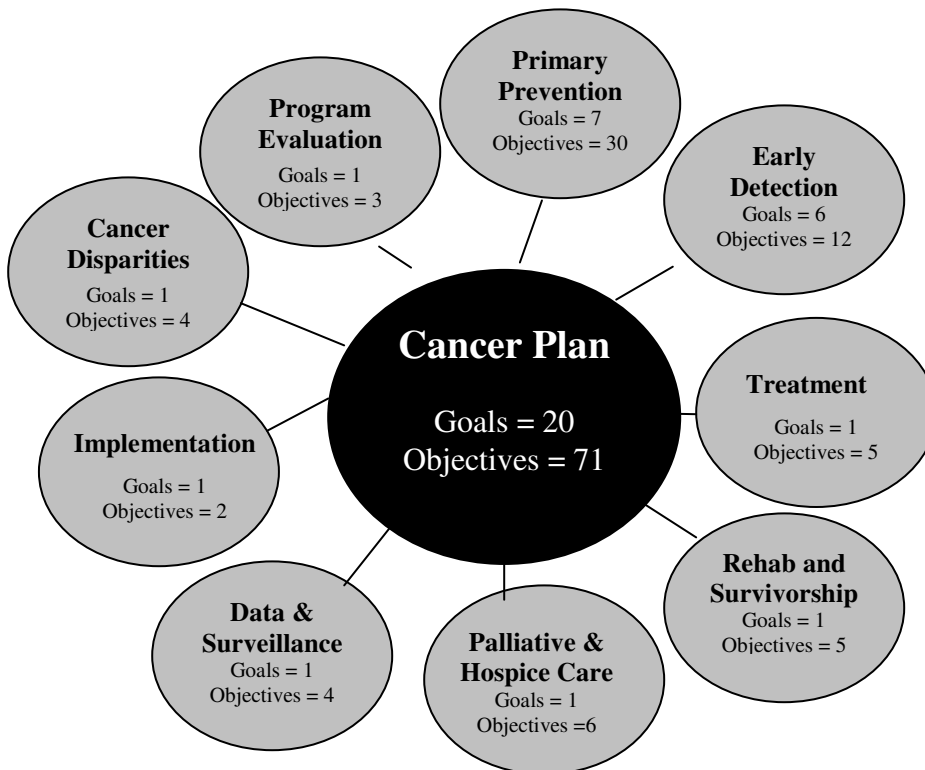 Primary
Prevention
Goals = 7
Objectives = 30
Program
Evaluation
Goals = 1
Objectives = 3
Early
Detection
Goals = 6
Objectives = 12
Cancer
Disparities
Goals = 1
Objectives = 4
Cancer Plan
Goals = 20
Objectives = 71
Treatment
Goals = 1
Objectives = 5
Implementation
Goals = 1
Objectives = 2
Rehab and
Survivorship
Goals = 1
Objectives = 5
Data &
Surveillance
Goals = 1
Objectives = 4
Palliative &
Hospice Care
Goals = 1
Objectives =6